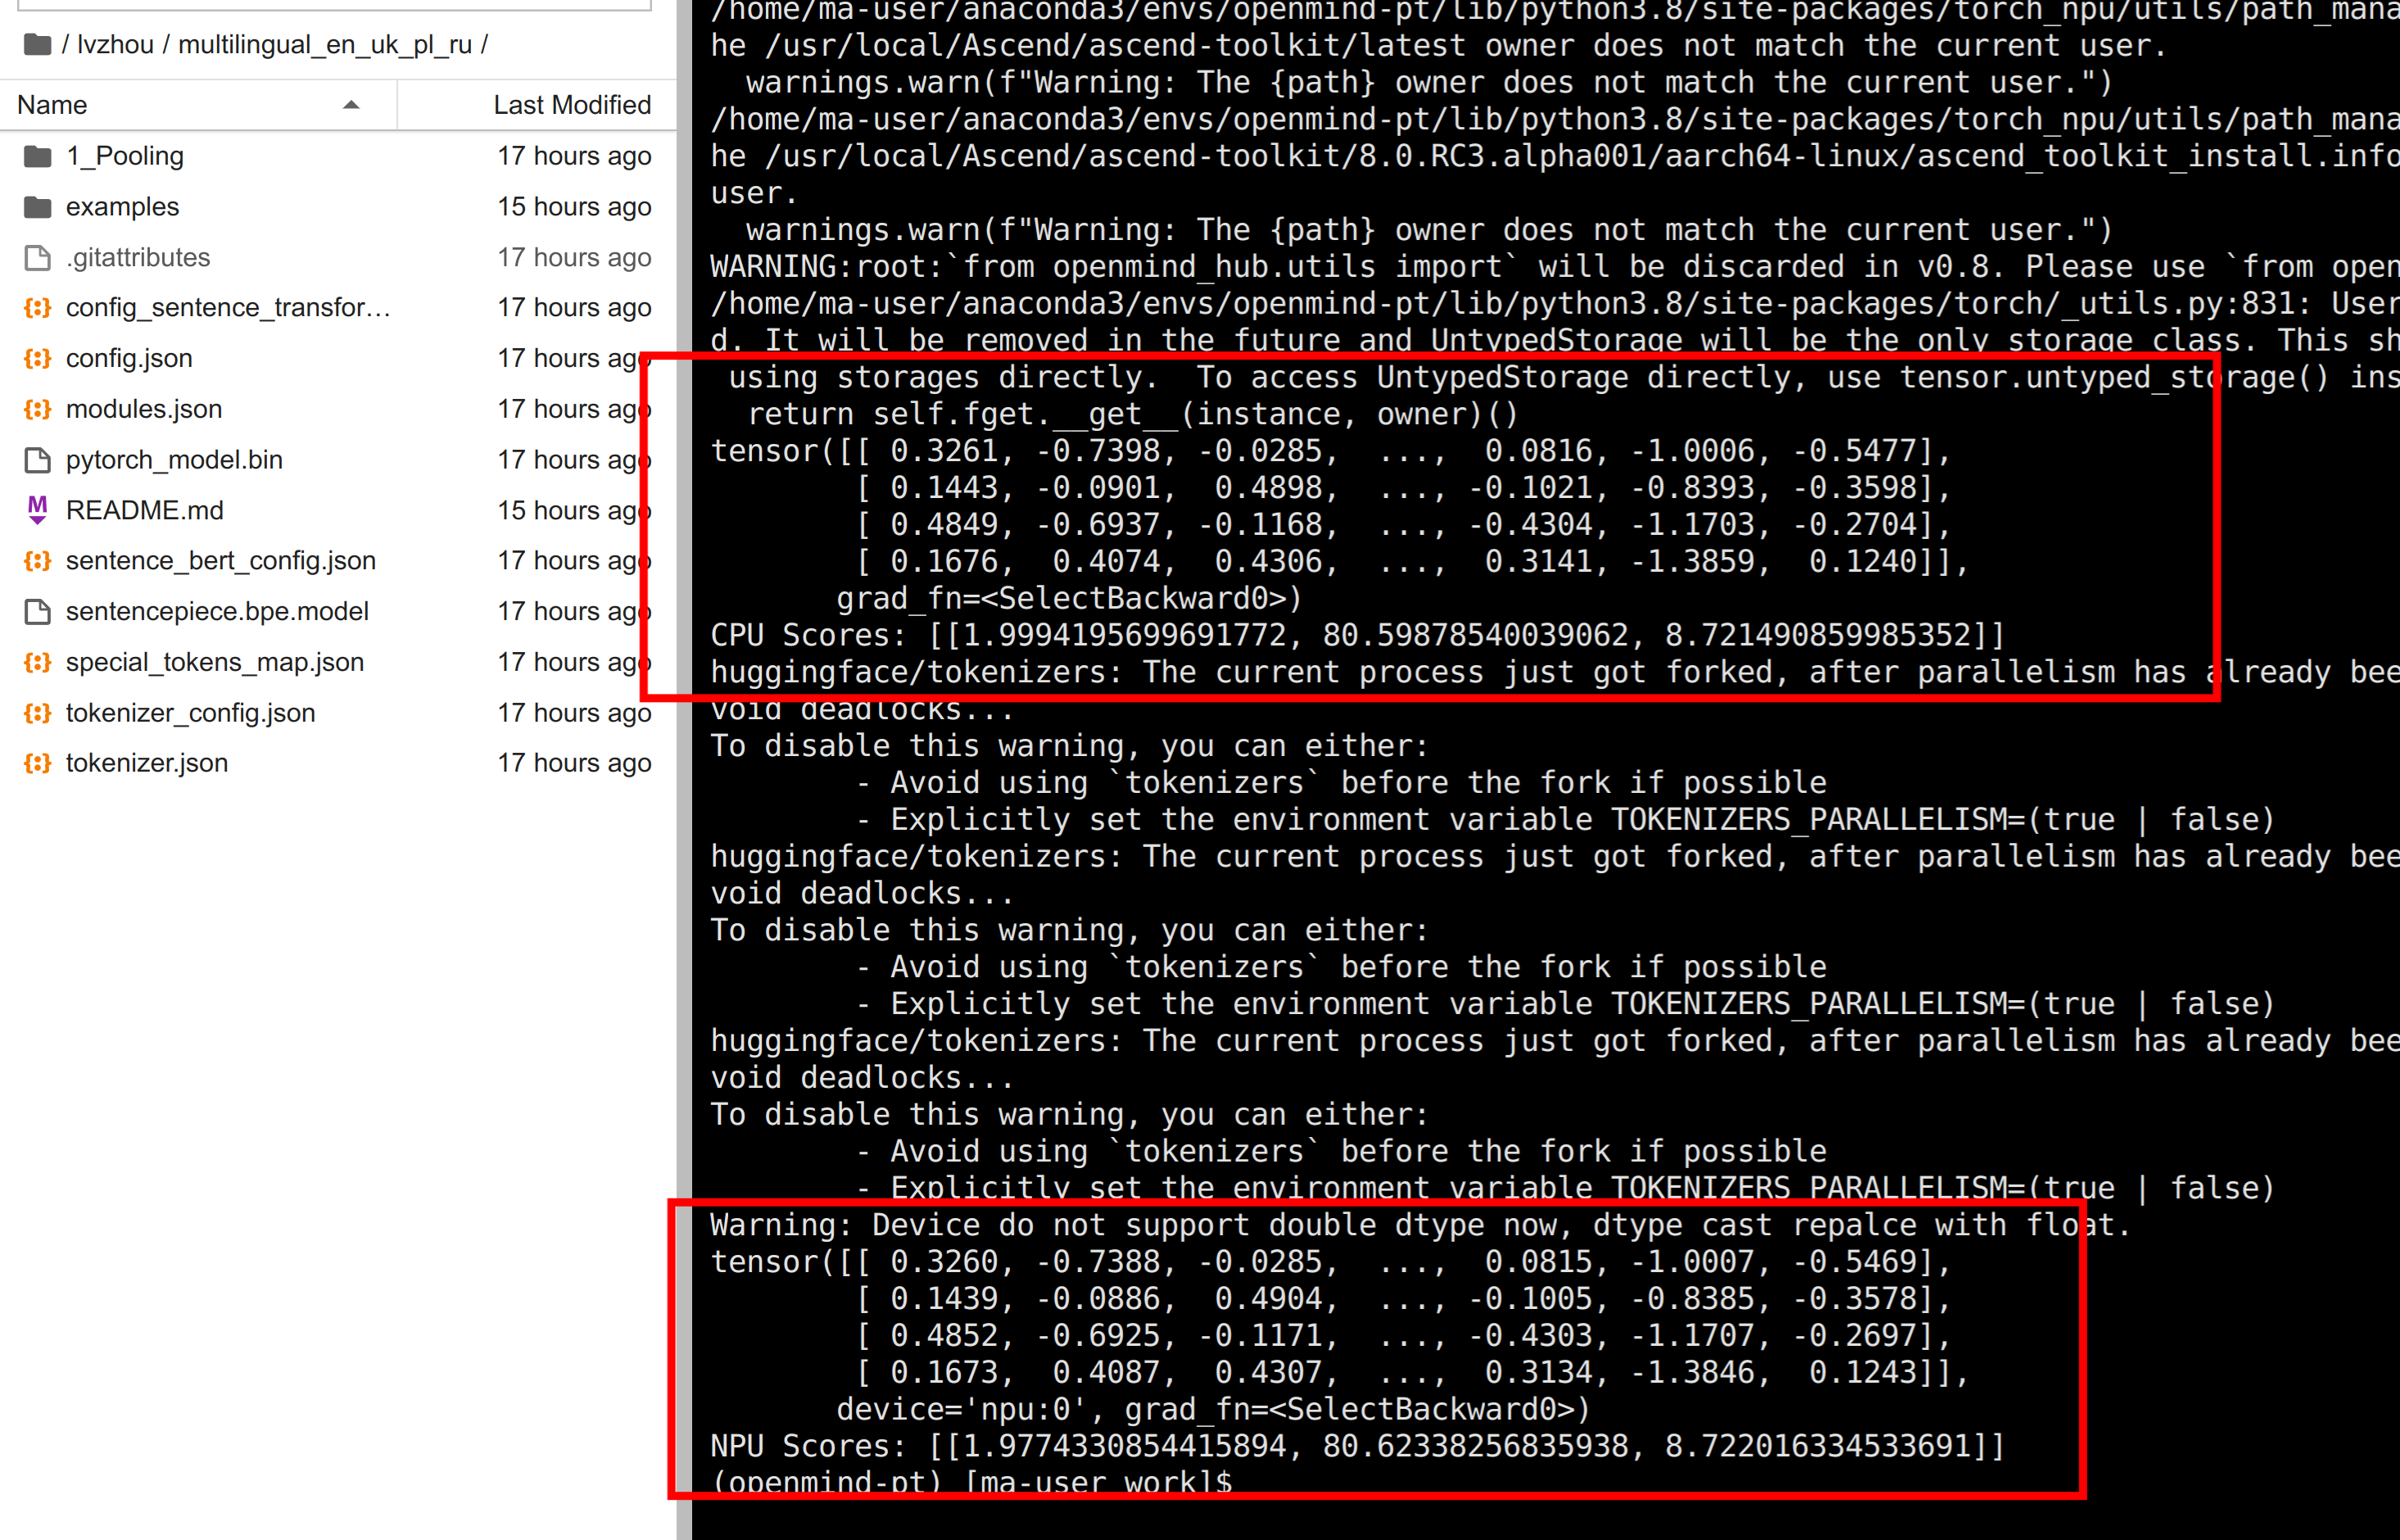 / lvzhou / multilingual_en_uk_pl_ru /
Name Last Modified
1_Pooling 17 hours ago
examples 15 hours ago
.gitattributes 17 hours ago
config_sentence_transfor… 17 hours ago
config.json 17 hours ago
modules.json 17 hours ago
pytorch_model.bin 17 hours ago
README.md 15 hours ago
sentence_bert_config.json 17 hours ago
sentencepiece.bpe.model 17 hours ago
special_tokens_map.json 17 hours ago
tokenizer_config.json 17 hours ago
tokenizer.json 17 hours ago
/home/ma-user/anaconda3/envs/openmind-pt/lib/python3.8/site-packages/torch_npu/utils/path_mana
he /usr/local/Ascend/ascend-toolkit/latest owner does not match the current user.
  warnings.warn(f"Warning: The {path} owner does not match the current user.")
/home/ma-user/anaconda3/envs/openmind-pt/lib/python3.8/site-packages/torch_npu/utils/path_mana
he /usr/local/Ascend/ascend-toolkit/8.0.RC3.alpha001/aarch64-linux/ascend_toolkit_install.info
user.
  warnings.warn(f"Warning: The {path} owner does not match the current user.")
WARNING:root:`from openmind_hub.utils import` will be discarded in v0.8. Please use `from open
/home/ma-user/anaconda3/envs/openmind-pt/lib/python3.8/site-packages/torch/_utils.py:831: User
d. It will be removed in the future and UntypedStorage will be the only storage class. This sh
 using storages directly.  To access UntypedStorage directly, use tensor.untyped_storage() ins
  return self.fget.__get__(instance, owner)()
tensor([[ 0.3261, -0.7398, -0.0285,  ...,  0.0816, -1.0006, -0.5477],
        [ 0.1443, -0.0901,  0.4898,  ..., -0.1021, -0.8393, -0.3598],
        [ 0.4849, -0.6937, -0.1168,  ..., -0.4304, -1.1703, -0.2704],
        [ 0.1676,  0.4074,  0.4306,  ...,  0.3141, -1.3859,  0.1240]],
       grad_fn=<SelectBackward0>)
CPU Scores: [[1.9994195699691772, 80.59878540039062, 8.721490859985352]]
huggingface/tokenizers: The current process just got forked, after parallelism has already bee
void deadlocks...
To disable this warning, you can either:
        - Avoid using `tokenizers` before the fork if possible
        - Explicitly set the environment variable TOKENIZERS_PARALLELISM=(true | false)
huggingface/tokenizers: The current process just got forked, after parallelism has already bee
void deadlocks...
To disable this warning, you can either:
        - Avoid using `tokenizers` before the fork if possible
        - Explicitly set the environment variable TOKENIZERS_PARALLELISM=(true | false)
huggingface/tokenizers: The current process just got forked, after parallelism has already bee
void deadlocks...
To disable this warning, you can either:
        - Avoid using `tokenizers` before the fork if possible
        - Explicitly set the environment variable TOKENIZERS_PARALLELISM=(true | false)
Warning: Device do not support double dtype now, dtype cast repalce with float.
tensor([[ 0.3260, -0.7388, -0.0285,  ...,  0.0815, -1.0007, -0.5469],
        [ 0.1439, -0.0886,  0.4904,  ..., -0.1005, -0.8385, -0.3578],
        [ 0.4852, -0.6925, -0.1171,  ..., -0.4303, -1.1707, -0.2697],
        [ 0.1673,  0.4087,  0.4307,  ...,  0.3134, -1.3846,  0.1243]],
       device='npu:0', grad_fn=<SelectBackward0>)
NPU Scores: [[1.9774330854415894, 80.62338256835938, 8.722016334533691]]
(openmind-pt) [ma-user work]$